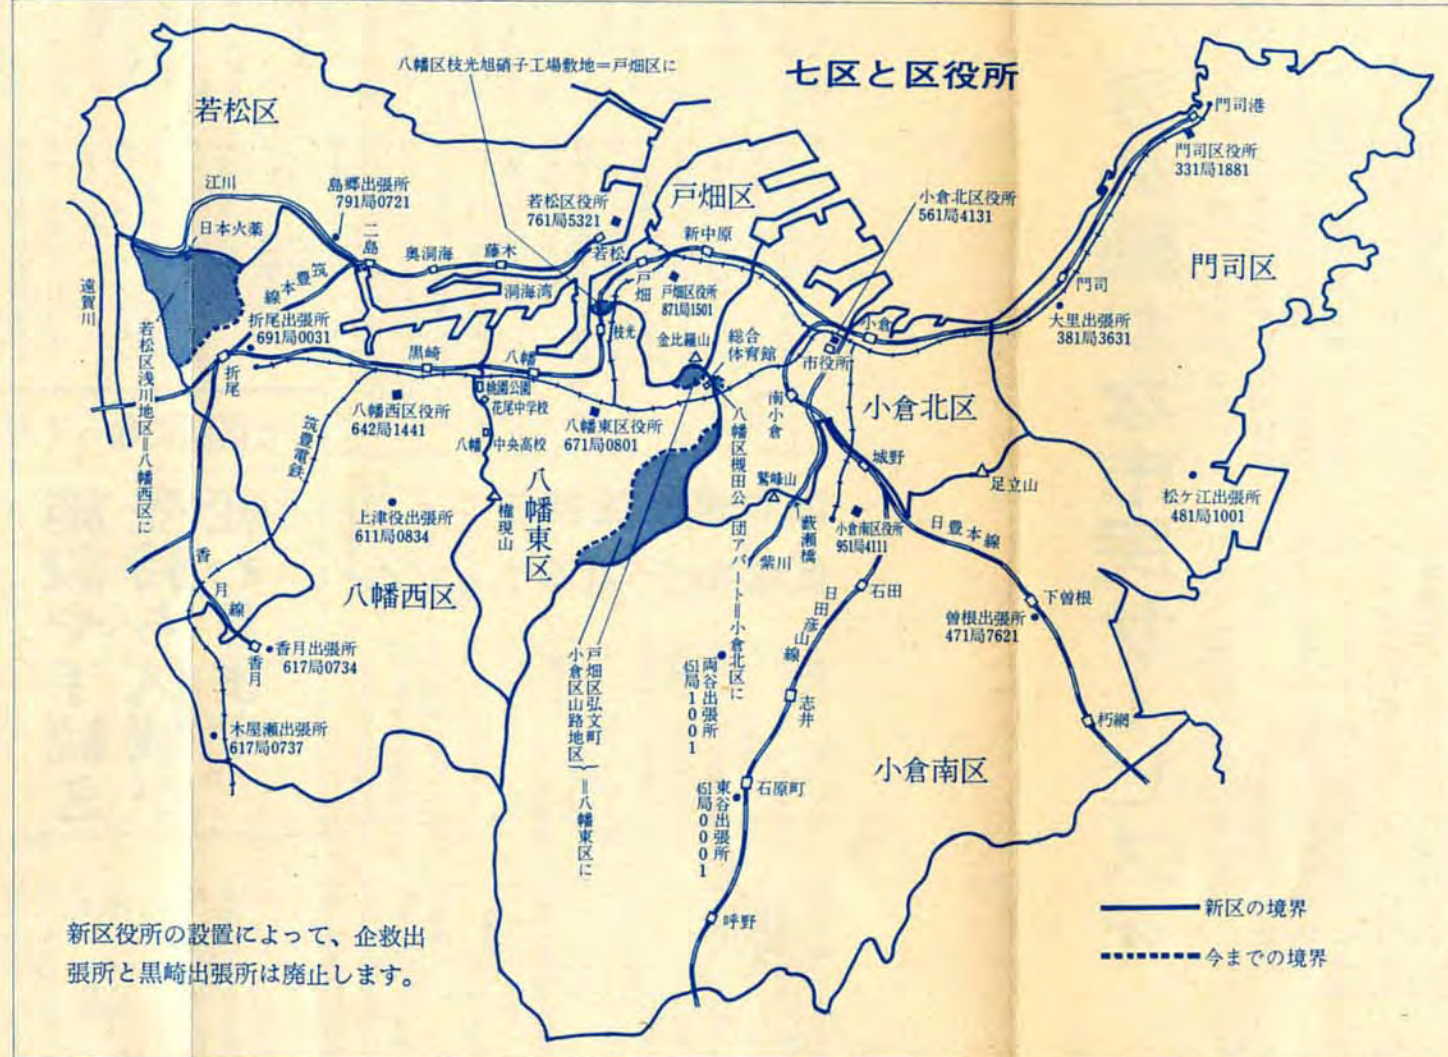 七区と区役所
八幡区枝光旭硝子工場敷地＝戸畑区に
若松区
江川
島郷出張所
791局0721
日本火薬
二島
奥洞海
藤木
若松区役所
761局5321
若松
洞海湾
戸畑区
新中原
戸畑
戸畑区役所
871局1501
枝光
金比羅山
総合
体育館
小倉北区役所
561局4131
小倉
市役所
門司港
門司区役所
331局1881
門司区
門司
大里出張所
381局3631
遠賀川
筑豊本線
折尾出張所
691局0031
折尾
若松区浅川地区＝八幡西区に
黒崎
八幡
桃園公園
花尾中学校
八幡
中央高校
八幡西区役所
642局1441
八幡東区役所
671局0801
筑豊電鉄
上津役出張所
611局0834
権現山
八幡東区
八幡西区
香月線
香月出張所
617局0734
香月
木屋瀬出張所
617局0737
南小倉
小倉北区
城野
足立山
鷲峰山
藪瀬橋
小倉南区役所
951局4111
紫川
日豊本線
松ケ江出張所
481局1001
八幡区槻田公団アパート＝小倉北区に
戸畑区弘文町
小倉区山路地区
＝八幡東区に
日田彦山線
石田
下曽根
曽根出張所
471局7621
両谷出張所
451局1001
志井
朽網
東谷出張所
451局0001
石原町
小倉南区
呼野
新区役所の設置によって、企救出
張所と黒崎出張所は廃止します。
新区の境界
今までの境界